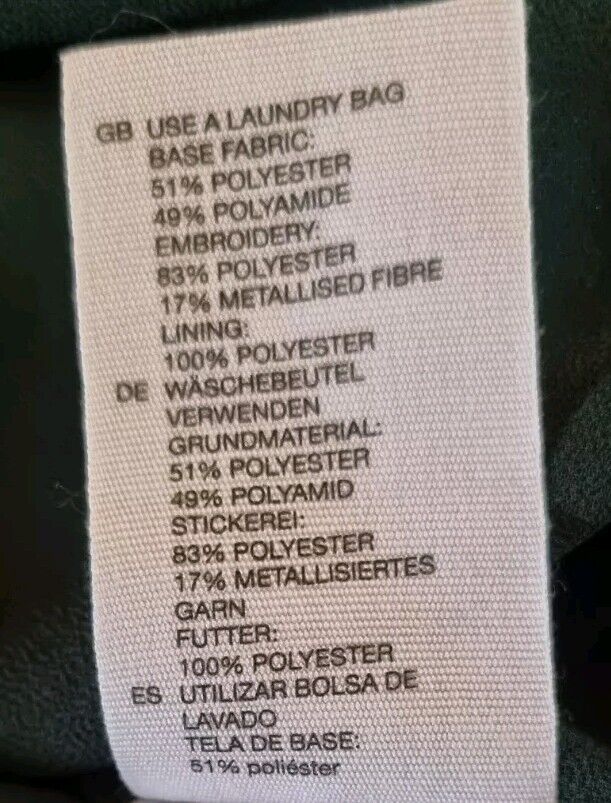 GB USE A LAUNDRY BAG
BASE FABRIC:
51% POLYESTER
49% POLYAMIDE
EMBROIDERY:
83% POLYESTER
17% METALLISED FIBRE
LINING:
100% POLYESTER
DE WÄSCHEBEUTEL
VERWENDEN
GRUNDMATERIAL:
51% POLYESTER
49% POLYAMID
STICKEREI:
83% POLYESTER
17% METALLISIERTES
GARN
FUTTER:
100% POLYESTER
ES UTILIZAR BOLSA DE
LAVADO
TELA DE BASE:
51% poliéster